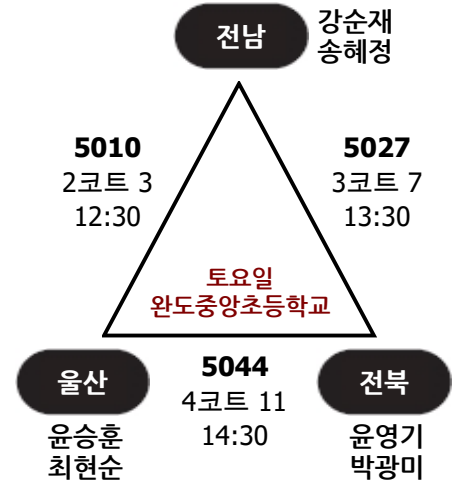 전남
강순재
송혜정
5010
2코트 3
12:30
5027
3코트 7
13:30
토요일
완도중앙초등학교
울산
윤승훈
최현순
5044
4코트 11
14:30
전북
윤영기
박광미